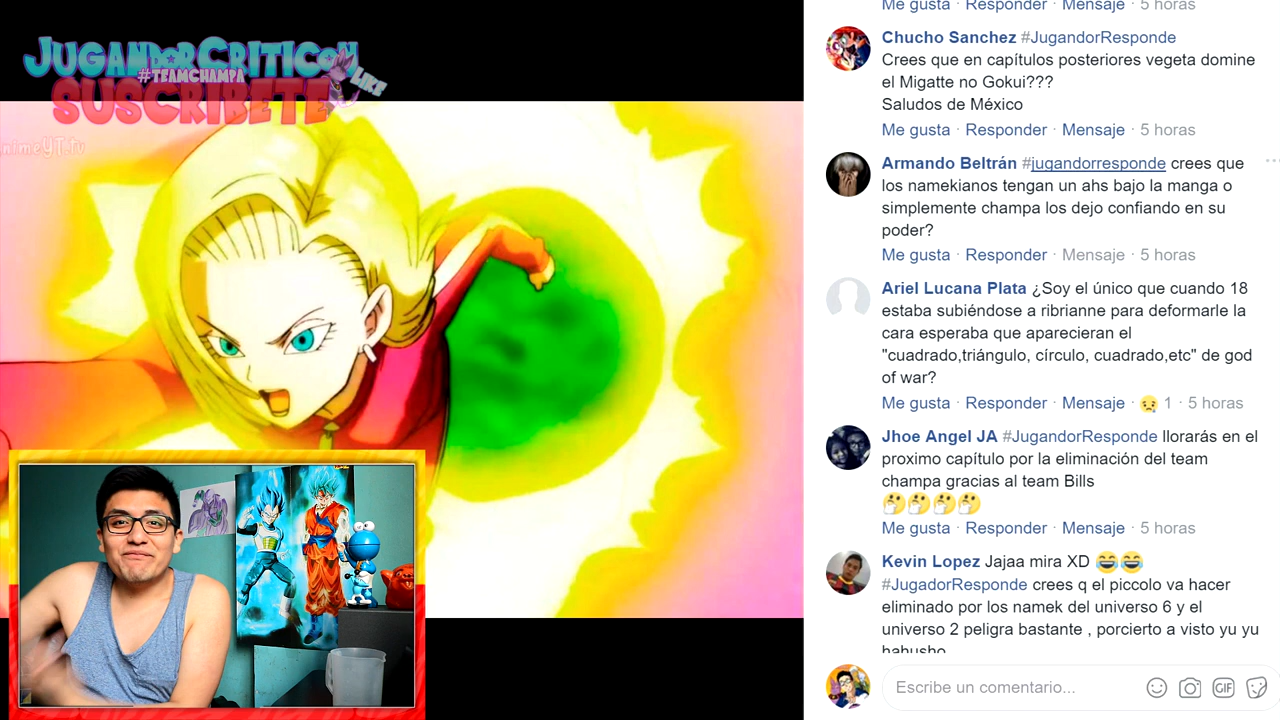 JUGANDOCRITICON
#TEAMCHAMPA
LIKE
SUSCRIBETE
nimeYT.tv
Me gusta · Responder · Mensaje · 5 horas
Chucho Sanchez #JugandorResponde
Crees que en capítulos posteriores vegeta domine
el Migatte no Gokui???
Saludos de México
Me gusta · Responder · Mensaje · 5 horas
Armando Beltrán #jugandorresponde crees que
los namekianos tengan un ahs bajo la manga o
simplemente champa los dejo confiando en su
poder?
Me gusta · Responder · Mensaje · 5 horas
Ariel Lucana Plata ¿Soy el único que cuando 18
estaba subiéndose a ribrianne para deformarle la
cara esperaba que aparecieran el
"cuadrado,triángulo, círculo, cuadrado,etc" de god
of war?
Me gusta · Responder · Mensaje · 😢 1 · 5 horas
Jhoe Angel JA #JugandorResponde llorarás en el
proximo capítulo por la eliminación del team
champa gracias al team Bills
🤔🤔🤔🤔
Me gusta · Responder · Mensaje · 5 horas
Kevin Lopez Jajaa mira XD 😂😂
#JugadorResponde crees q el piccolo va hacer
eliminado por los namek del universo 6 y el
universo 2 peligra bastante , porcierto a visto yu yu
hahusho
Escribe un comentario...
GIF